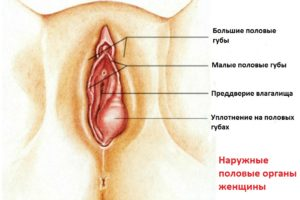 Большие половые
губы
Малые половые губы
Преддверие влагалища
Уплотнение на половых
губах
Наружные
половые органы
женщины